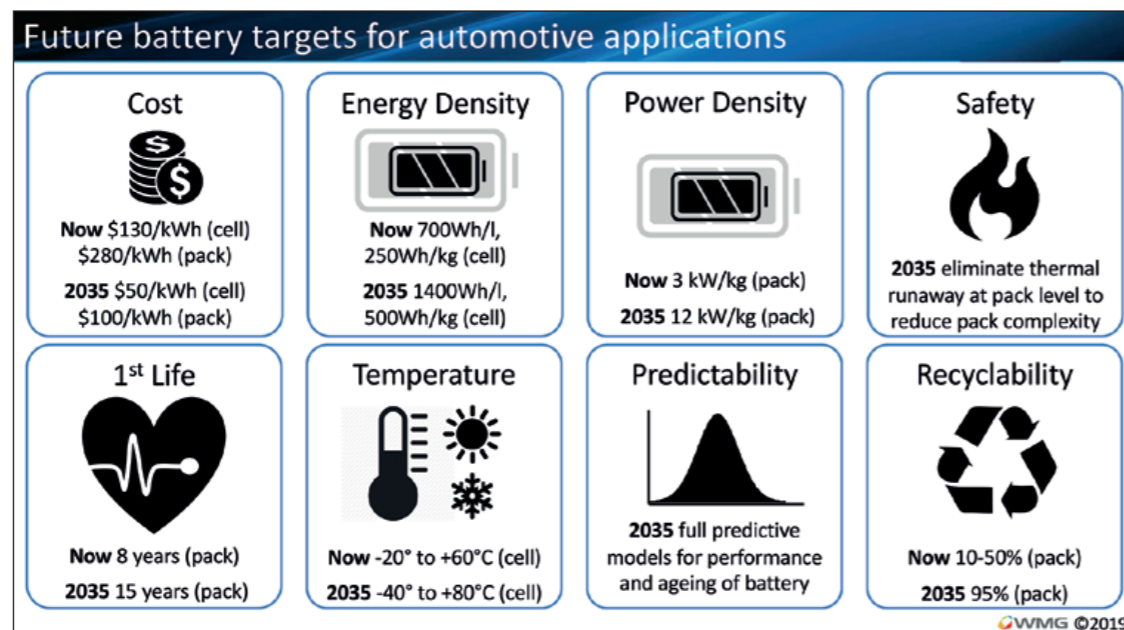 Future battery targets for automotive applications
Cost
Now $130/kWh (cell)
$280/kWh (pack)
2035 $50/kWh (cell)
$100/kWh (pack)
Energy Density
Now 700Wh/l,
250Wh/kg (cell)
2035 1400Wh/l,
500Wh/kg (cell)
Power Density
Now 3 kW/kg (pack)
2035 12 kW/kg (pack)
Safety
2035 eliminate thermal
runaway at pack level to
reduce pack complexity
1st Life
Now 8 years (pack)
2035 15 years (pack)
Temperature
Now -20° to +60°C (cell)
2035 -40° to +80°C (cell)
Predictability
2035 full predictive
models for performance
and ageing of battery
Recyclability
Now 10-50% (pack)
2035 95% (pack)
WMG ©2019